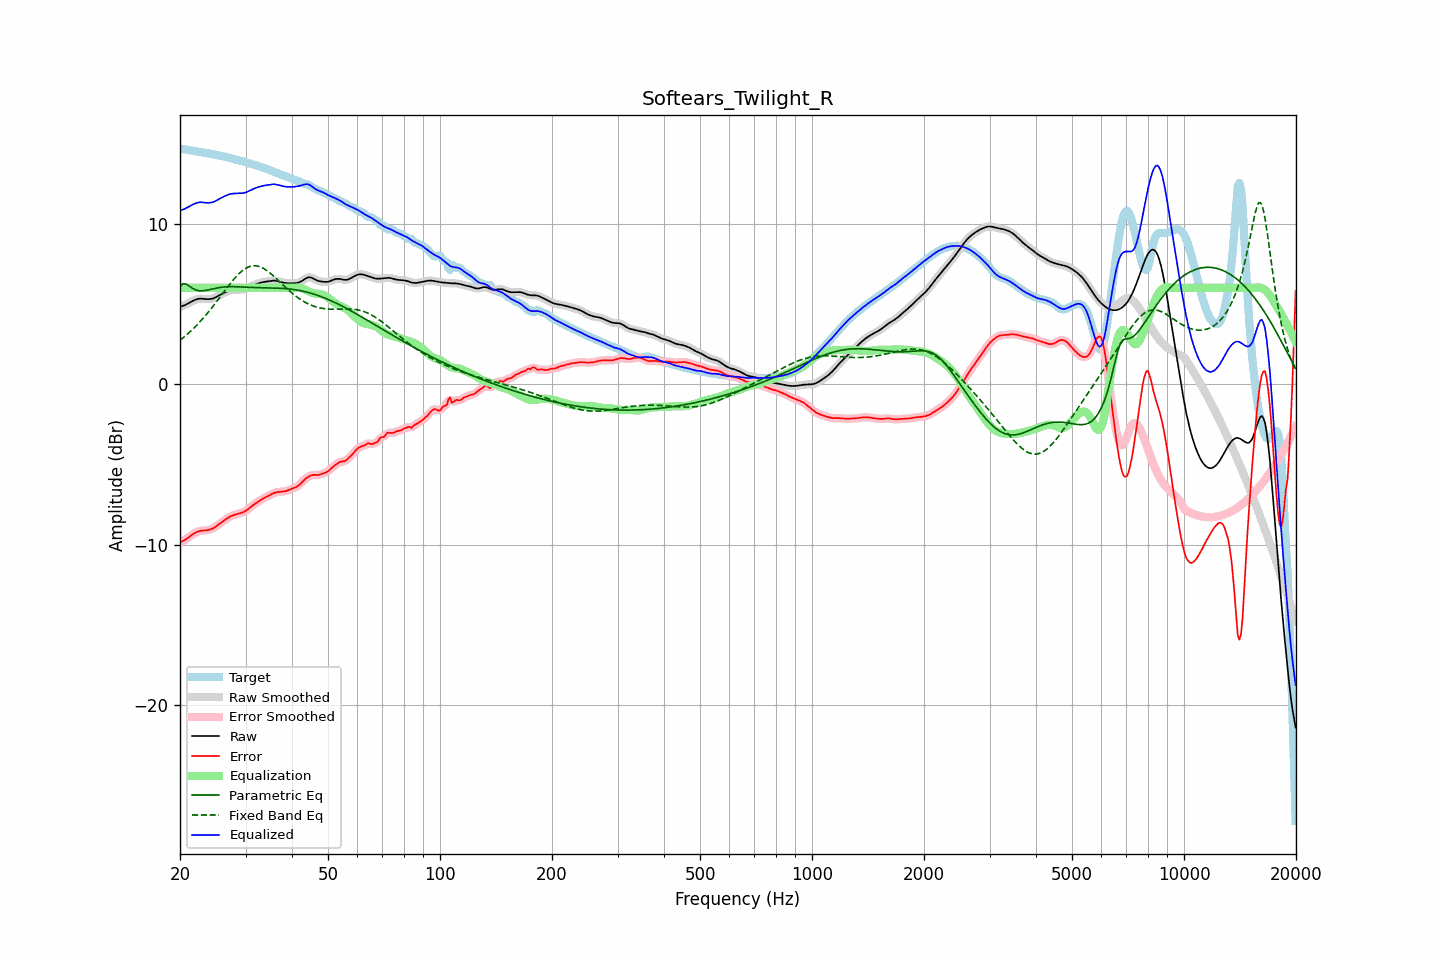 Softears_Twilight_R
Amplitude (dBr)
10
0
−10
−20
Target
Raw Smoothed
Error Smoothed
Raw
Error
Equalization
Parametric Eq
Fixed Band Eq
Equalized
20 50 100 200 500 1000 2000 5000 10000 20000
Frequency (Hz)